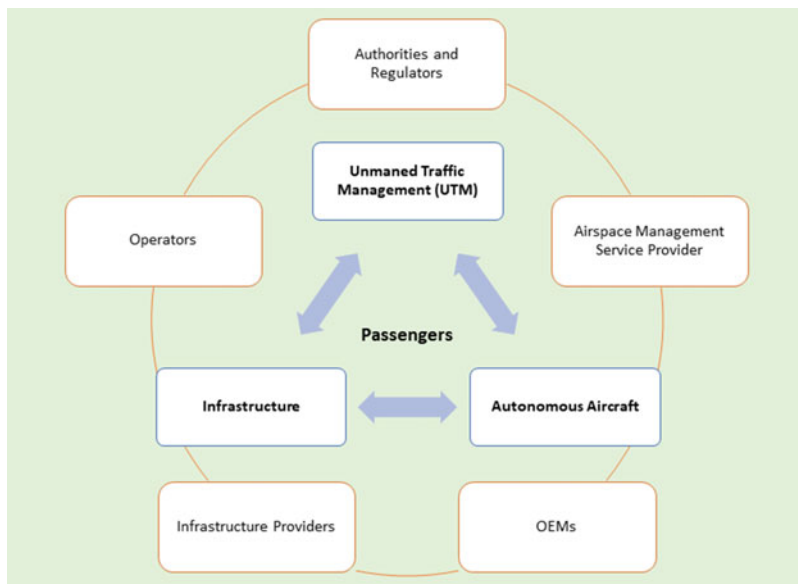 Authorities and
Regulators
Unmaned Traffic
Management (UTM)
Operators
Airspace Management
Service Provider
Passengers
Infrastructure
Autonomous Aircraft
Infrastructure Providers
OEMs